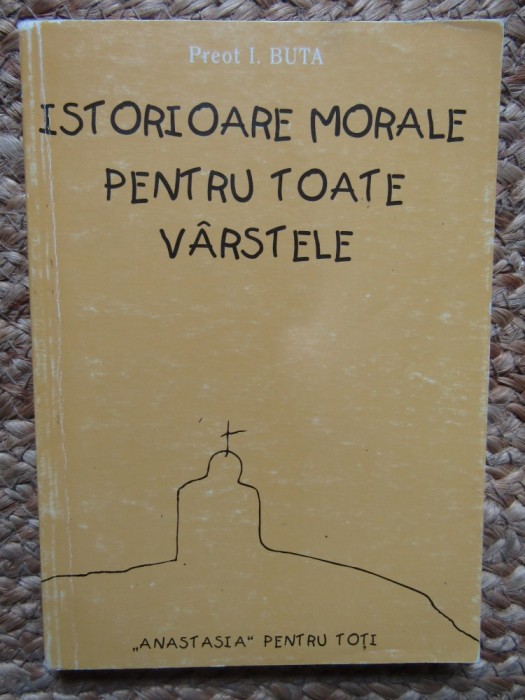 Preot I. BUTA
ISTORIOARE MORALE
PENTRU TOATE
VÂRSTELE
„ANASTASIA“ PENTRU TOȚI